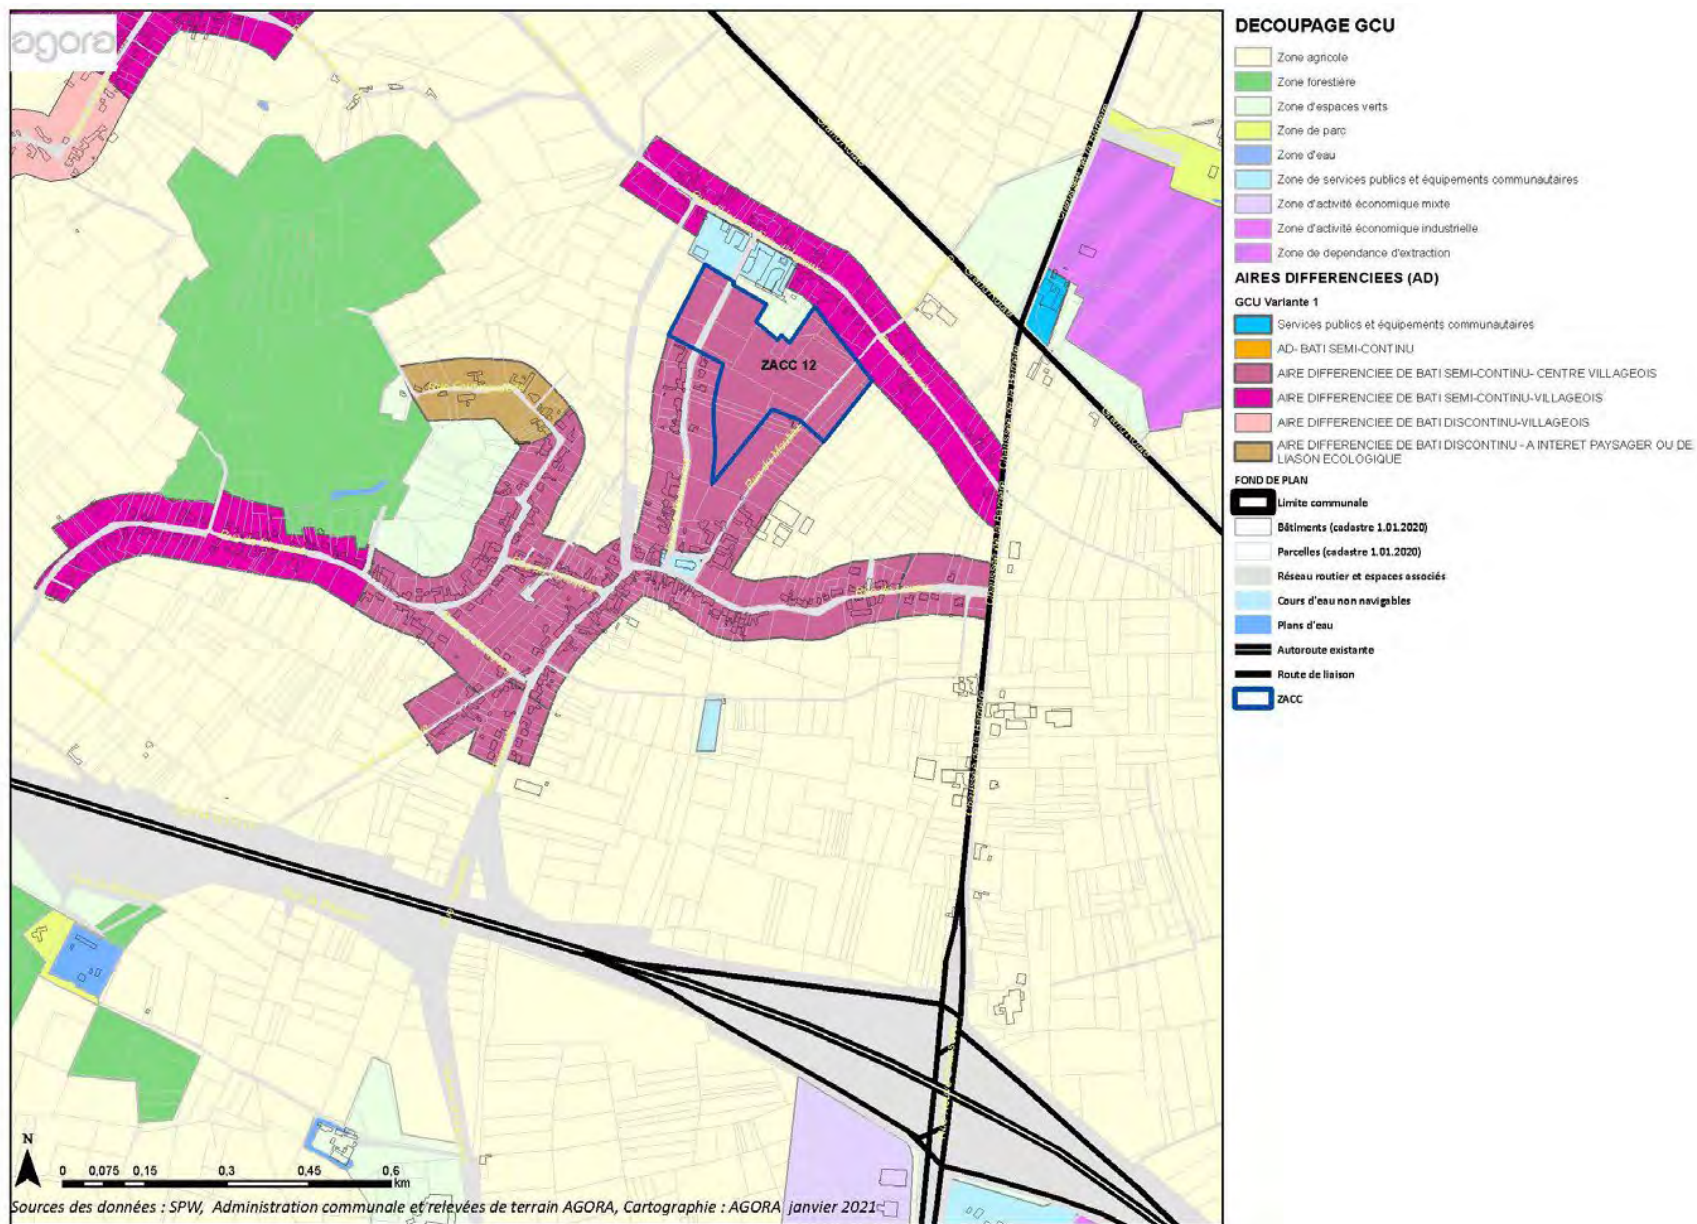 agora
ZACC 12
Chaussée de la Barrière
N
0 0,075 0,15 0,3 0,45 0,6
km
Sources des données : SPW, Administration communale et relevées de terrain AGORA, Cartographie : AGORA janvier 2021
DECOUPAGE GCU
Zone agricole
Zone forestière
Zone d'espaces verts
Zone de parc
Zone d'eau
Zone de services publics et équipements communautaires
Zone d'activité économique mixte
Zone d'activité économique industrielle
Zone de dependance d'extraction
AIRES DIFFERENCIEES (AD)
GCU Variante 1
Services publics et équipements communautaires
AD- BATI SEMI-CONTINU
AIRE DIFFERENCIEE DE BATI SEMI-CONTINU- CENTRE VILLAGEOIS
AIRE DIFFERENCIEE DE BATI SEMI-CONTINU-VILLAGEOIS
AIRE DIFFERENCIEE DE BATI DISCONTINU-VILLAGEOIS
AIRE DIFFERENCIEE DE BATI DISCONTINU - A INTERET PAYSAGER OU DE
LIASON ECOLOGIQUE
FOND DE PLAN
Limite communale
Bâtiments (cadastre 1.01.2020)
Parcelles (cadastre 1.01.2020)
Réseau routier et espaces associés
Cours d'eau non navigables
Plans d'eau
Autoroute existante
Route de liaison
ZACC